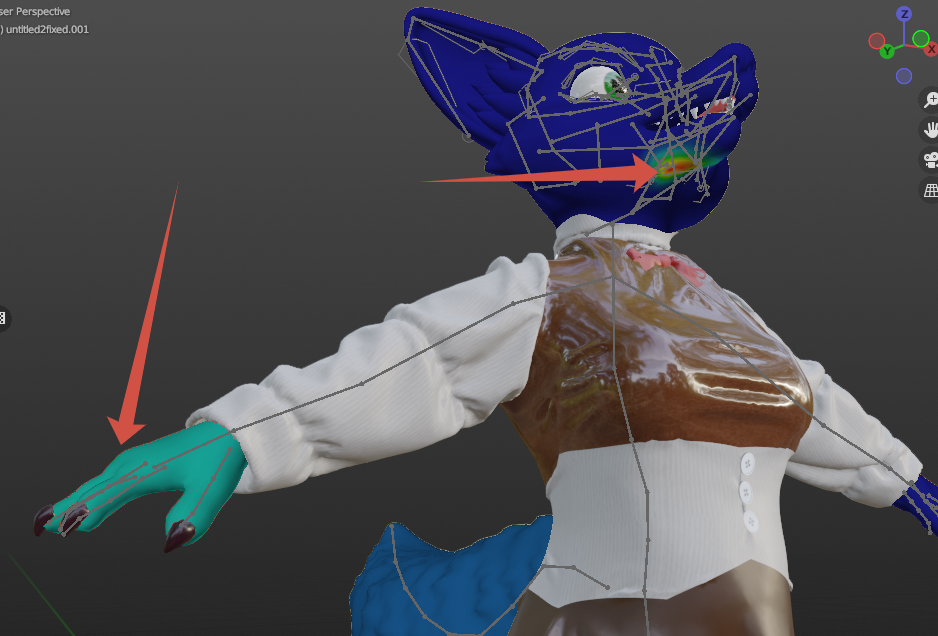 ser Perspective
) untitled2fixed.001
Z
Y
X